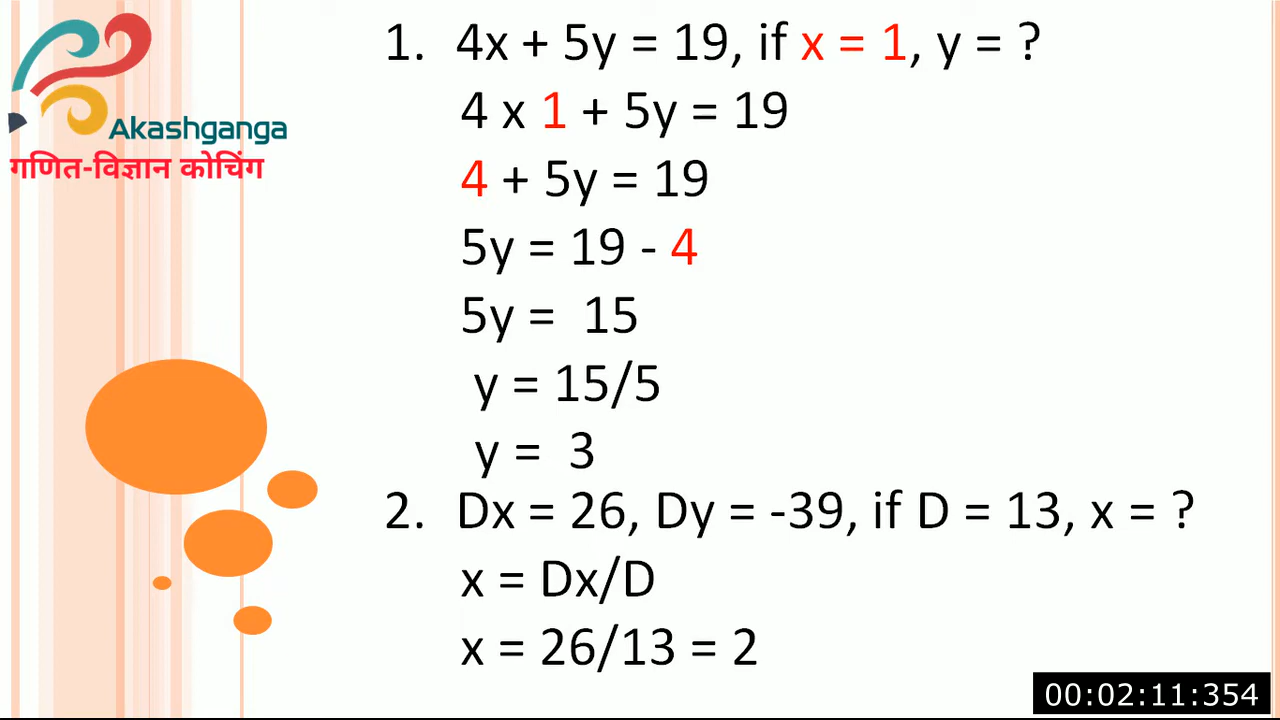 Akashganga
गणित-विज्ञान कोचिंग
1. 4x + 5y = 19, if x = 1, y = ?
4 x 1 + 5y = 19
4 + 5y = 19
5y = 19 - 4
5y = 15
y = 15/5
y = 3
2. Dx = 26, Dy = -39, if D = 13, x = ?
x = Dx/D
x = 26/13 = 2
00:02:11:354